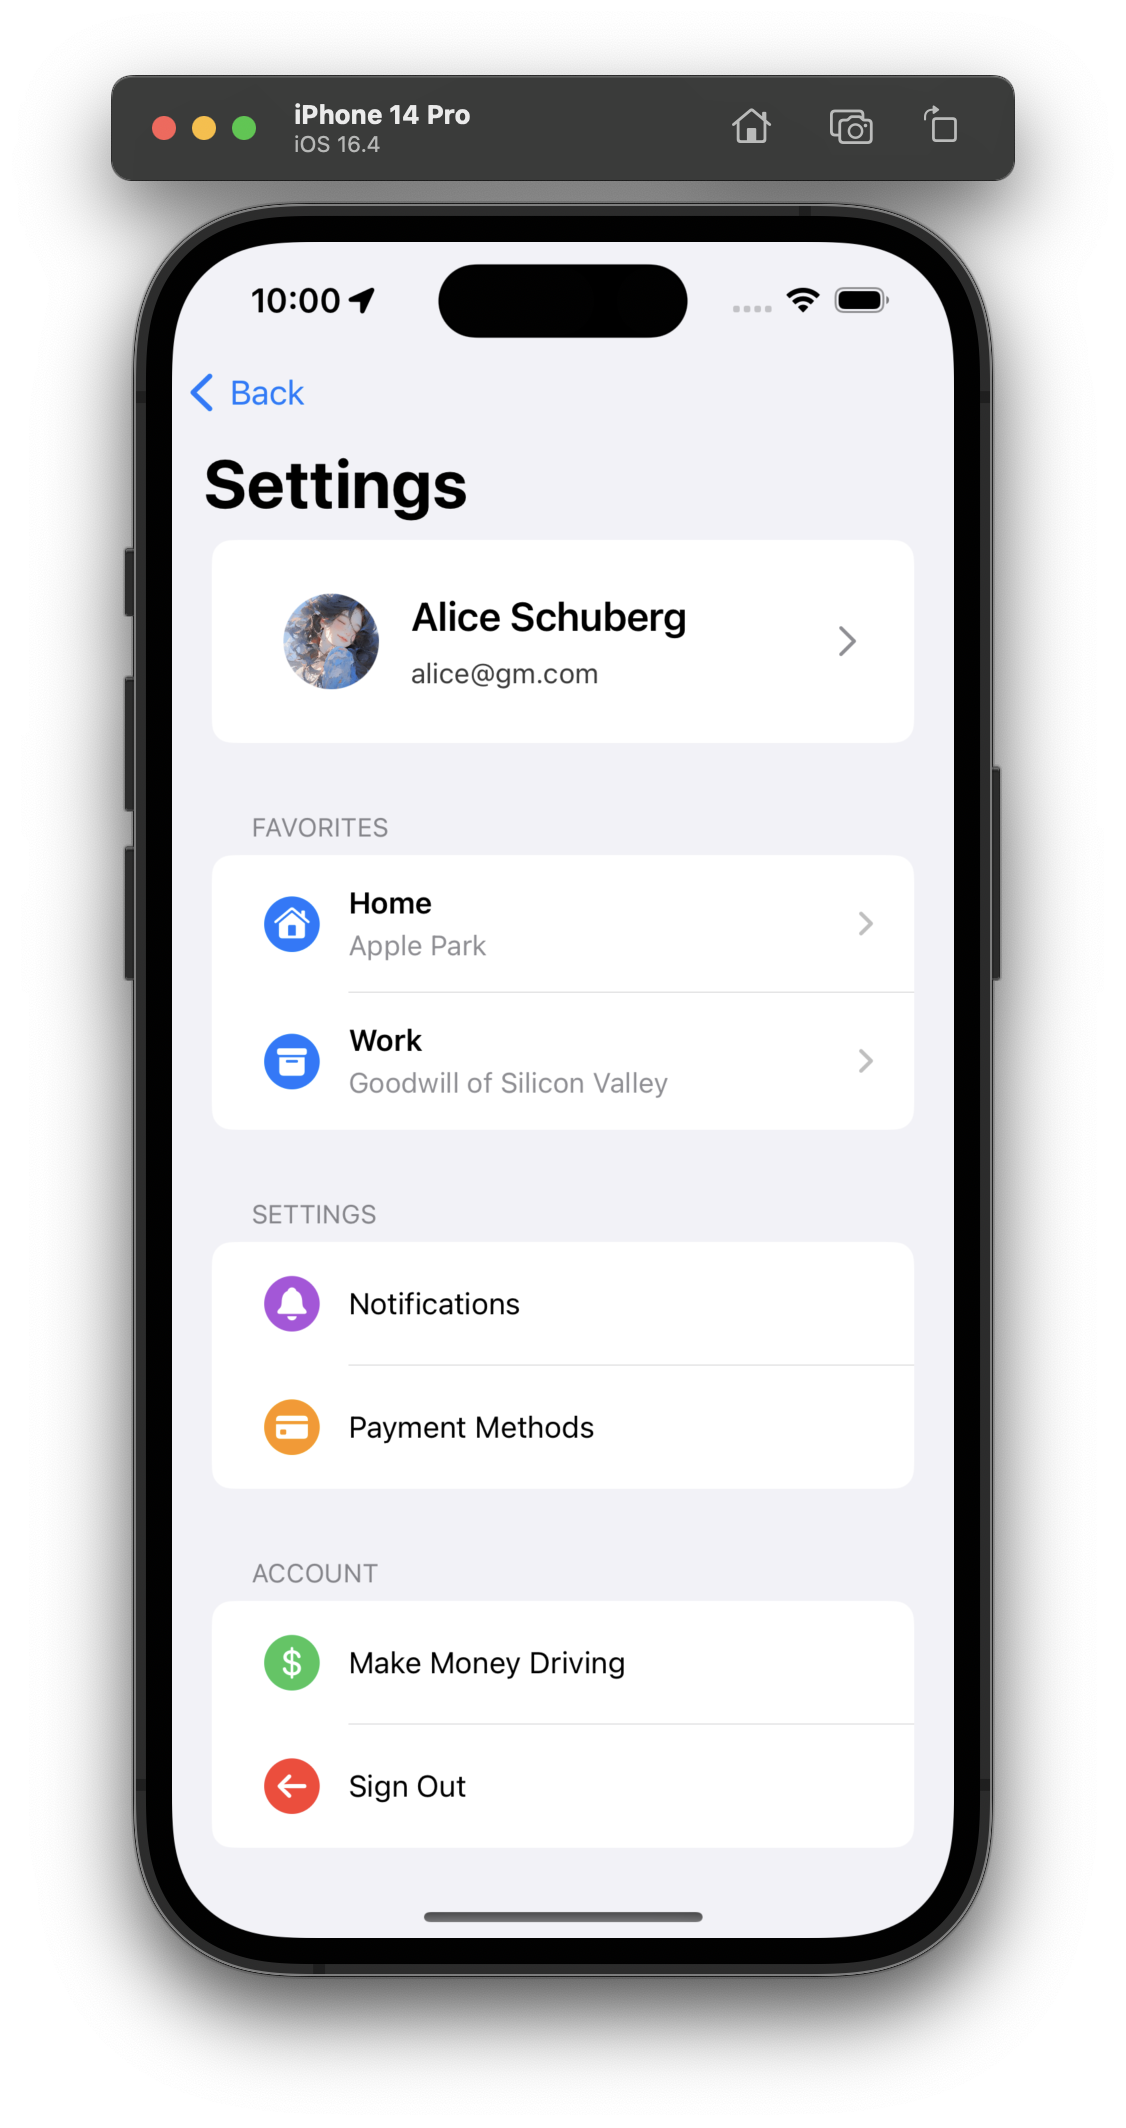 iPhone 14 Pro
iOS 16.4
10:00
Back
Settings
Alice Schuberg
alice@gm.com
FAVORITES
Home
Apple Park
Work
Goodwill of Silicon Valley
SETTINGS
Notifications
Payment Methods
ACCOUNT
$ Make Money Driving
Sign Out